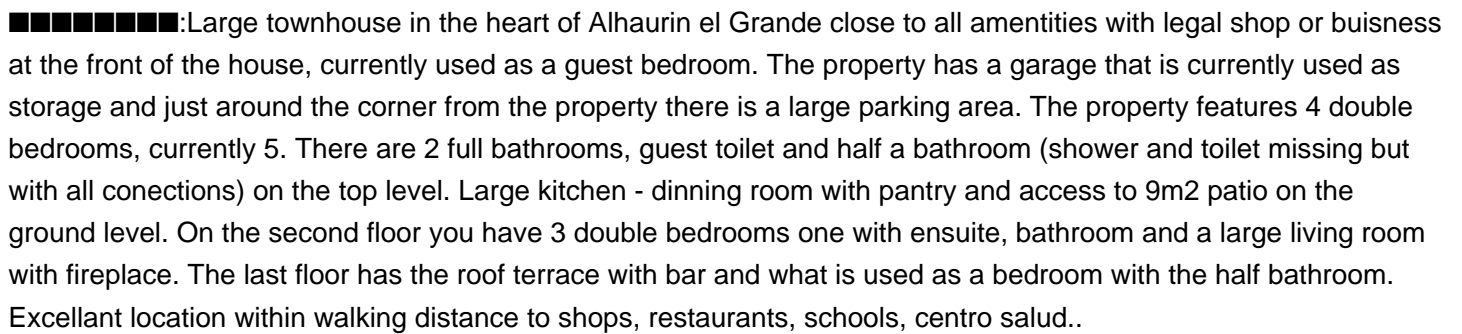 ■■■■■■■■:Large townhouse in the heart of Alhaurin el Grande close to all amentities with legal shop or buisness
at the front of the house, currently used as a guest bedroom. The property has a garage that is currently used as
storage and just around the corner from the property there is a large parking area. The property features 4 double
bedrooms, currently 5. There are 2 full bathrooms, guest toilet and half a bathroom (shower and toilet missing but
with all conections) on the top level. Large kitchen - dinning room with pantry and access to 9m2 patio on the
ground level. On the second floor you have 3 double bedrooms one with ensuite, bathroom and a large living room
with fireplace. The last floor has the roof terrace with bar and what is used as a bedroom with the half bathroom.
Excellant location within walking distance to shops, restaurants, schools, centro salud..